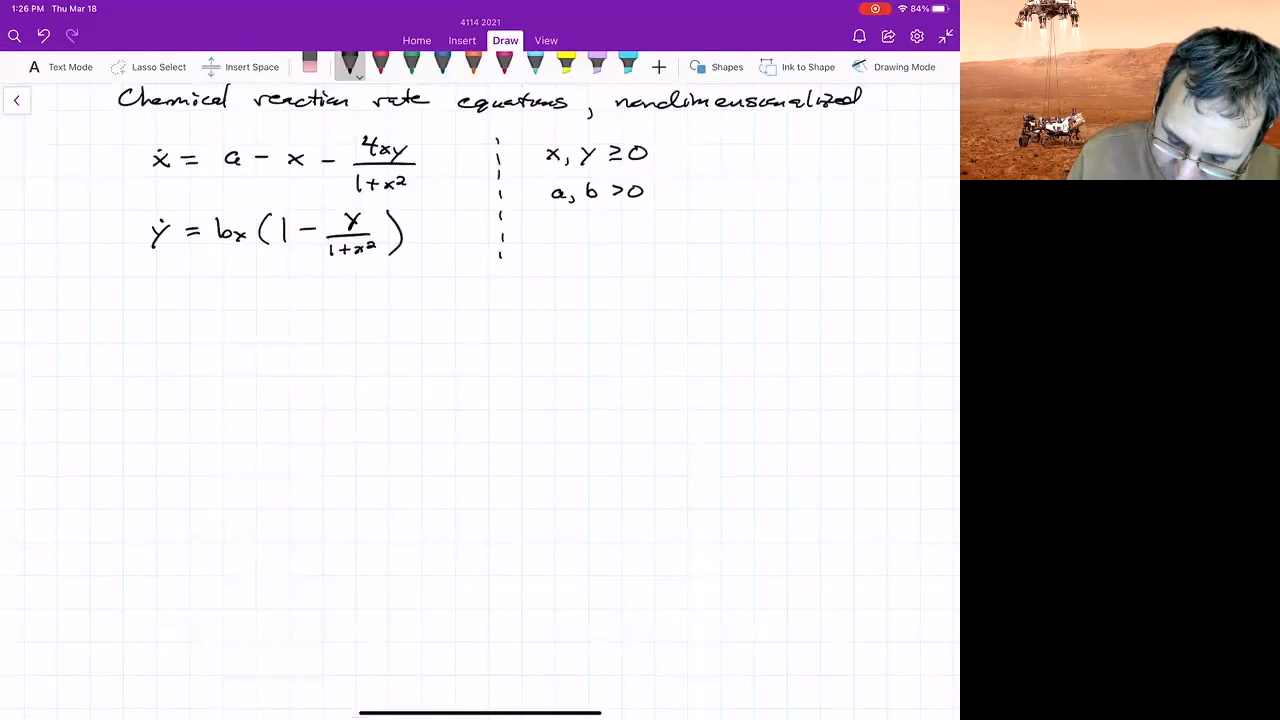 1:26 PM Thu Mar 18
84%
4114 2021
Home Insert Draw View
Text Mode Lasso Select Insert Space Shapes Ink to Shape Drawing Mode
Chemical reaction rate equations, nondimensionalized
ẋ = a - x - 4xy/(1+x²)
x, y ≥ 0
a, b > 0
ẏ = bx (1 - y/(1+x²))